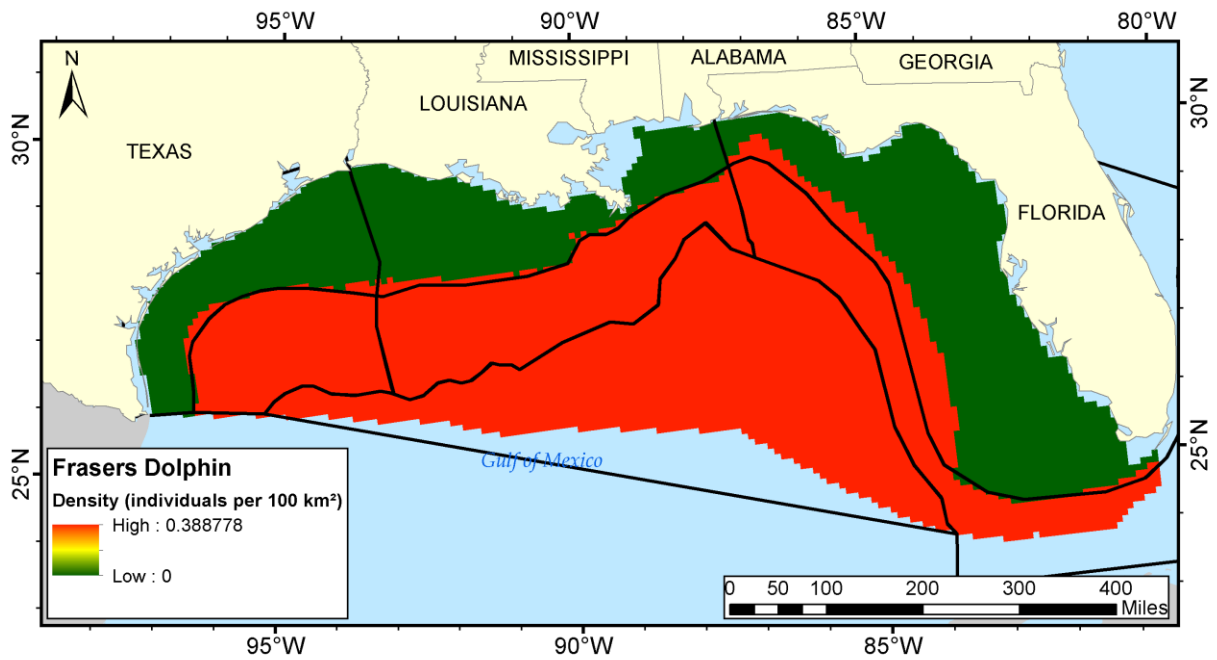 95°W 90°W 85°W 80°W
N
MISSISSIPPI ALABAMA GEORGIA
LOUISIANA
TEXAS
30°N 30°N
FLORIDA
25°N 25°N
Gulf of Mexico
Frasers Dolphin
Density (individuals per 100 km²)
High : 0.388778
Low : 0
0 50 100 200 300 400
Miles
95°W 90°W 85°W